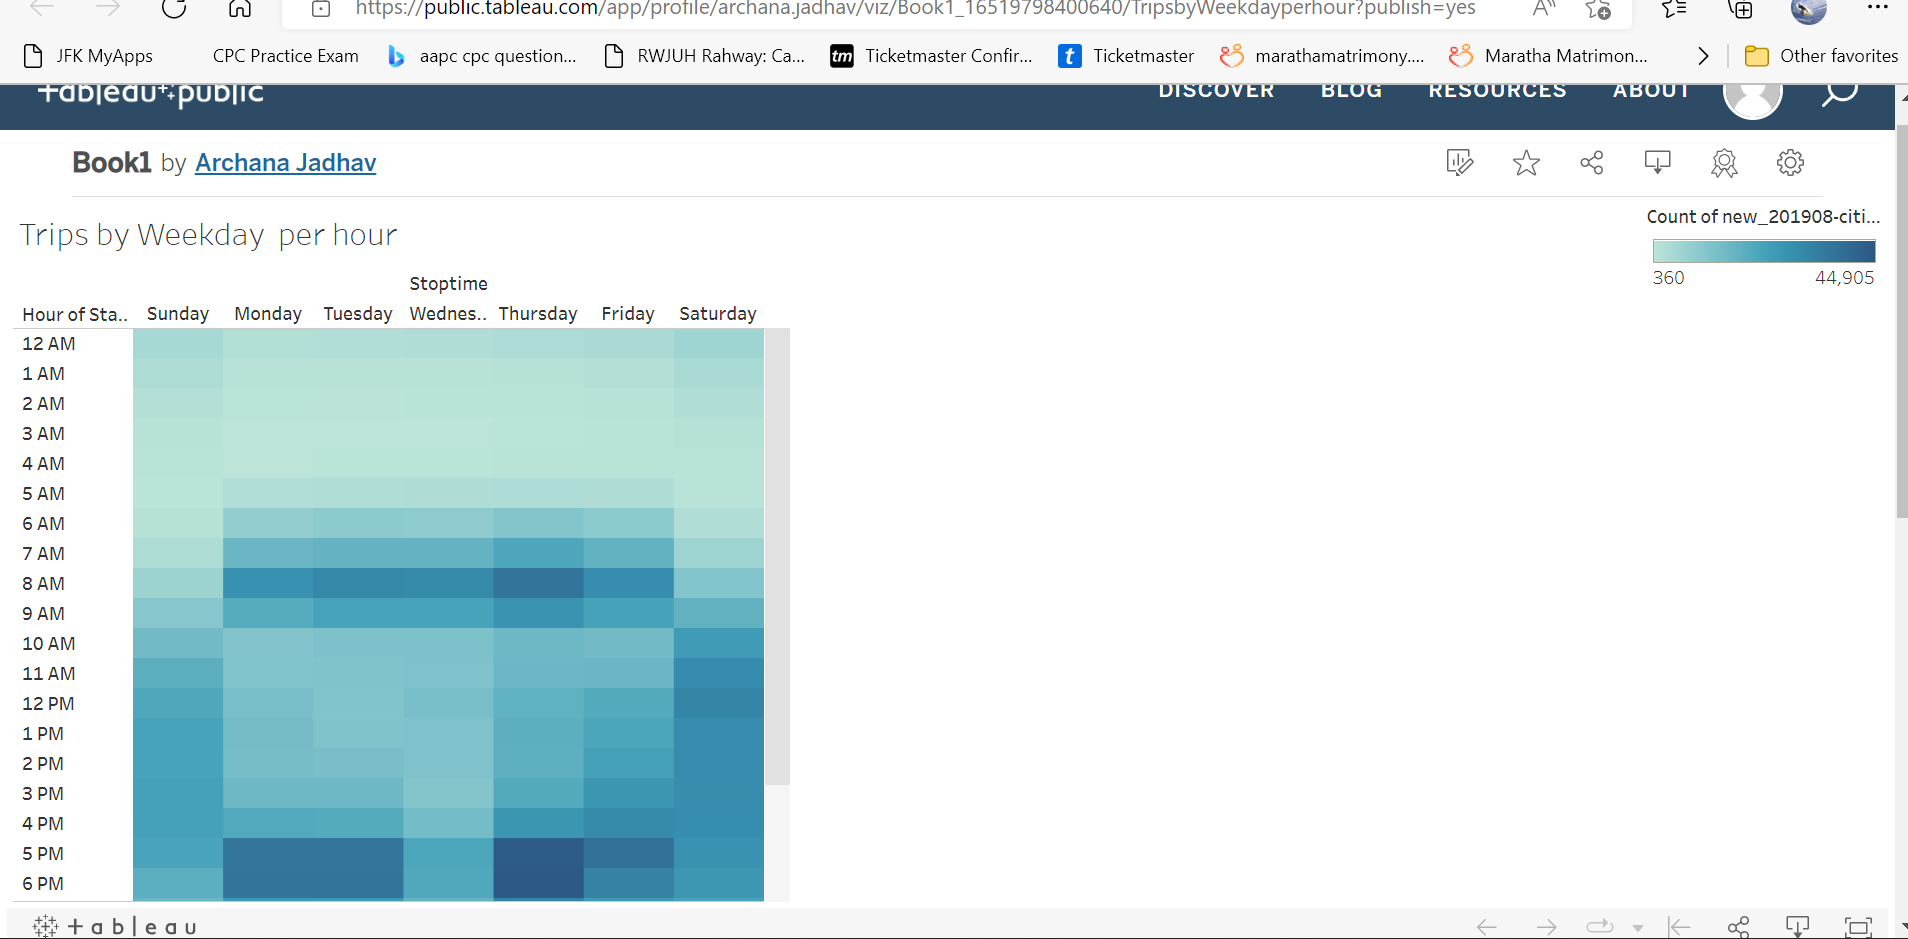 https://public.tableau.com/app/profile/archana.jadhav/viz/Book1_16519798400640/TripsbyWeekdayperhour?publish=yes
JFK MyApps CPC Practice Exam aapc cpc question... RWJUH Rahway: Ca... tm Ticketmaster Confir... t Ticketmaster marathamatrimony.... Maratha Matrimon... Other favorites
tableau public DISCOVER BLOG RESOURCES ABOUT
Book1 by Archana Jadhav
Trips by Weekday per hour
Count of new_201908-citi...
360 44,905
Stoptime
Hour of Sta.. Sunday Monday Tuesday Wednes.. Thursday Friday Saturday
12 AM
1 AM
2 AM
3 AM
4 AM
5 AM
6 AM
7 AM
8 AM
9 AM
10 AM
11 AM
12 PM
1 PM
2 PM
3 PM
4 PM
5 PM
6 PM
+ a b | e a u